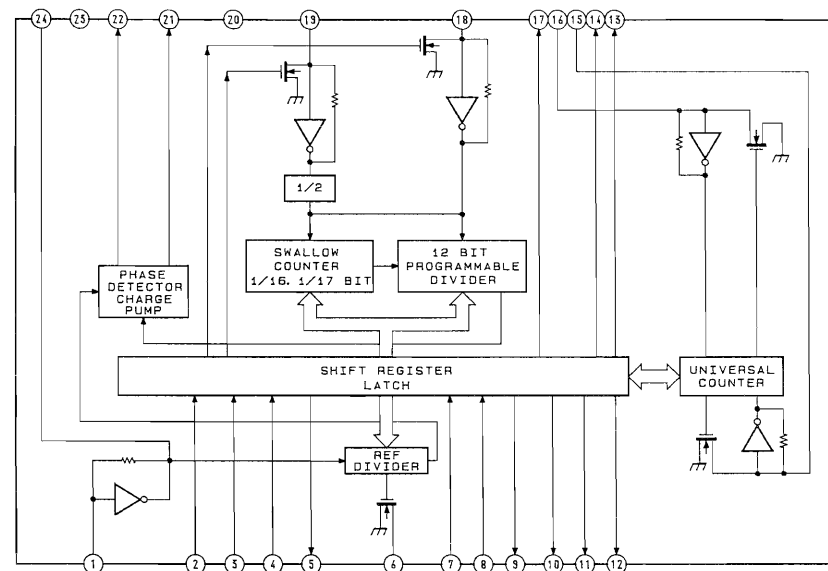 24 23 22 21 20 19 18 17 16 15 14 13
1/2
SWALLOW
COUNTER
1/16. 1/17 BIT
12 BIT
PROGRAMMABLE
DIVIDER
PHASE
DETECTOR
CHARGE
PUMP
SHIFT REGISTER
LATCH
UNIVERSAL
COUNTER
REF
DIVIDER
1 2 3 4 5 6 7 8 9 10 11 12